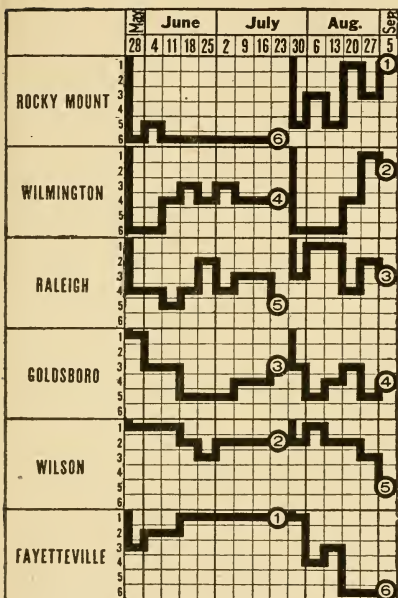 May June July Aug. Sep
28 4 11 18 25 2 9 16 23 30 6 13 20 27 5
1
2
ROCKY MOUNT 3
4
5
6 ⑥ ①
1
2
WILMINGTON 3
4
5
6 ④ ②
1
2
RALEIGH 3
4
5
6 ⑤ ③
1
2
GOLDSBORO 3
4
5
6 ③ ④
1
2
WILSON 3
4
5
6 ② ⑤
1
2
FAYETTEVILLE 3
4
5
6 ① ⑥